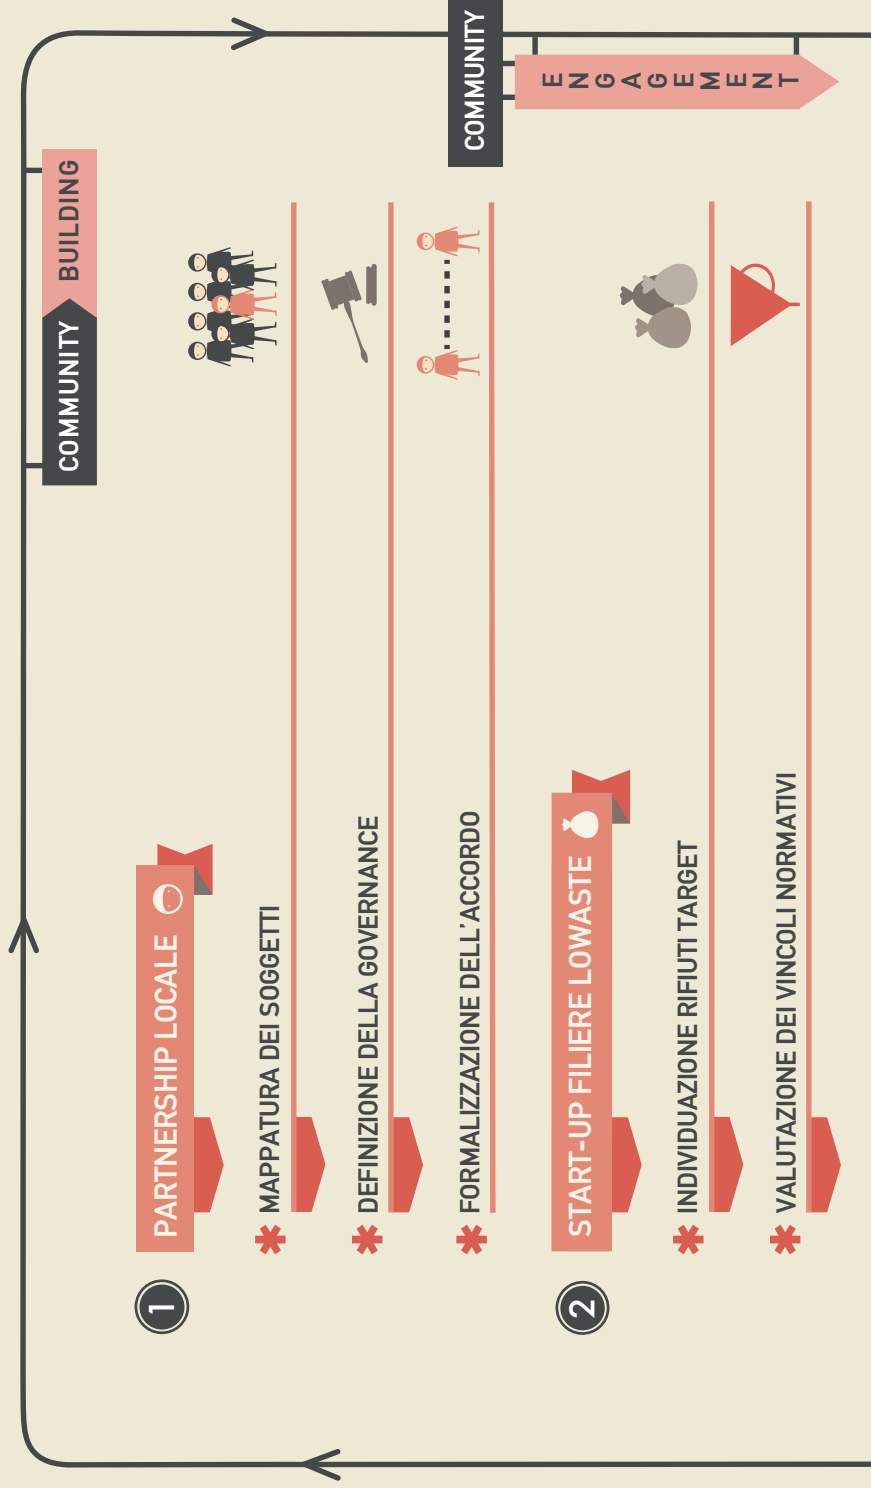 COMMUNITY BUILDING
1 PARTNERSHIP LOCALE
* MAPPATURA DEI SOGGETTI
* DEFINIZIONE DELLA GOVERNANCE
* FORMALIZZAZIONE DELL'ACCORDO
COMMUNITY
ENGAGEMENT
2 START-UP FILIERE LOWASTE
* INDIVIDUAZIONE RIFIUTI TARGET
* VALUTAZIONE DEI VINCOLI NORMATIVI